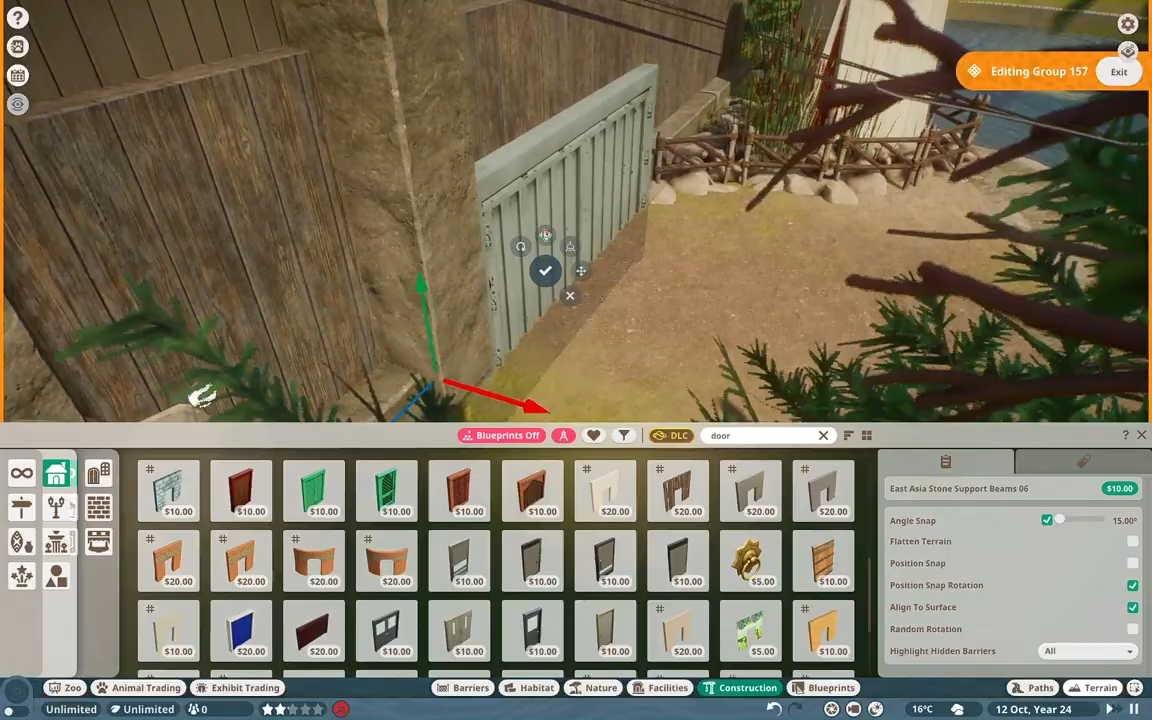 ?
Editing Group 157
Exit
Blueprints Off
DLC
door
?
# $10.00
$10.00
$10.00
$10.00
$10.00
$10.00
# $20.00
# $20.00
# $20.00
# $20.00
# $20.00
# $20.00
# $20.00
# $20.00
$10.00
$10.00
$10.00
$10.00
$5.00
$10.00
# $10.00
$20.00
$10.00
$10.00
$10.00
$10.00
$10.00
# $20.00
$5.00
# $10.00
East Asia Stone Support Beams 06
$10.00
Angle Snap
15.00°
Flatten Terrain
Position Snap
Position Snap Rotation
Align To Surface
Random Rotation
Highlight Hidden Barriers
All
Zoo
Animal Trading
Exhibit Trading
Barriers
Habitat
Nature
Facilities
Construction
Blueprints
Paths
Terrain
Unlimited
Unlimited
0
16°C
12 Oct, Year 24